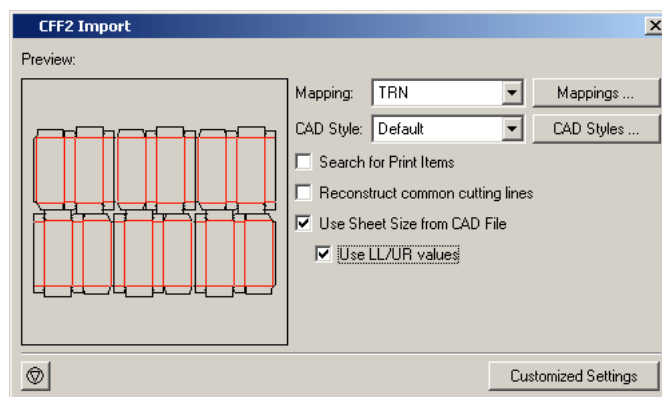 CFF2 Import
Preview:
Mapping: TRN Mappings ...
CAD Style: Default CAD Styles ...
Search for Print Items
Reconstruct common cutting lines
Use Sheet Size from CAD File
Use LL/UR values
Customized Settings